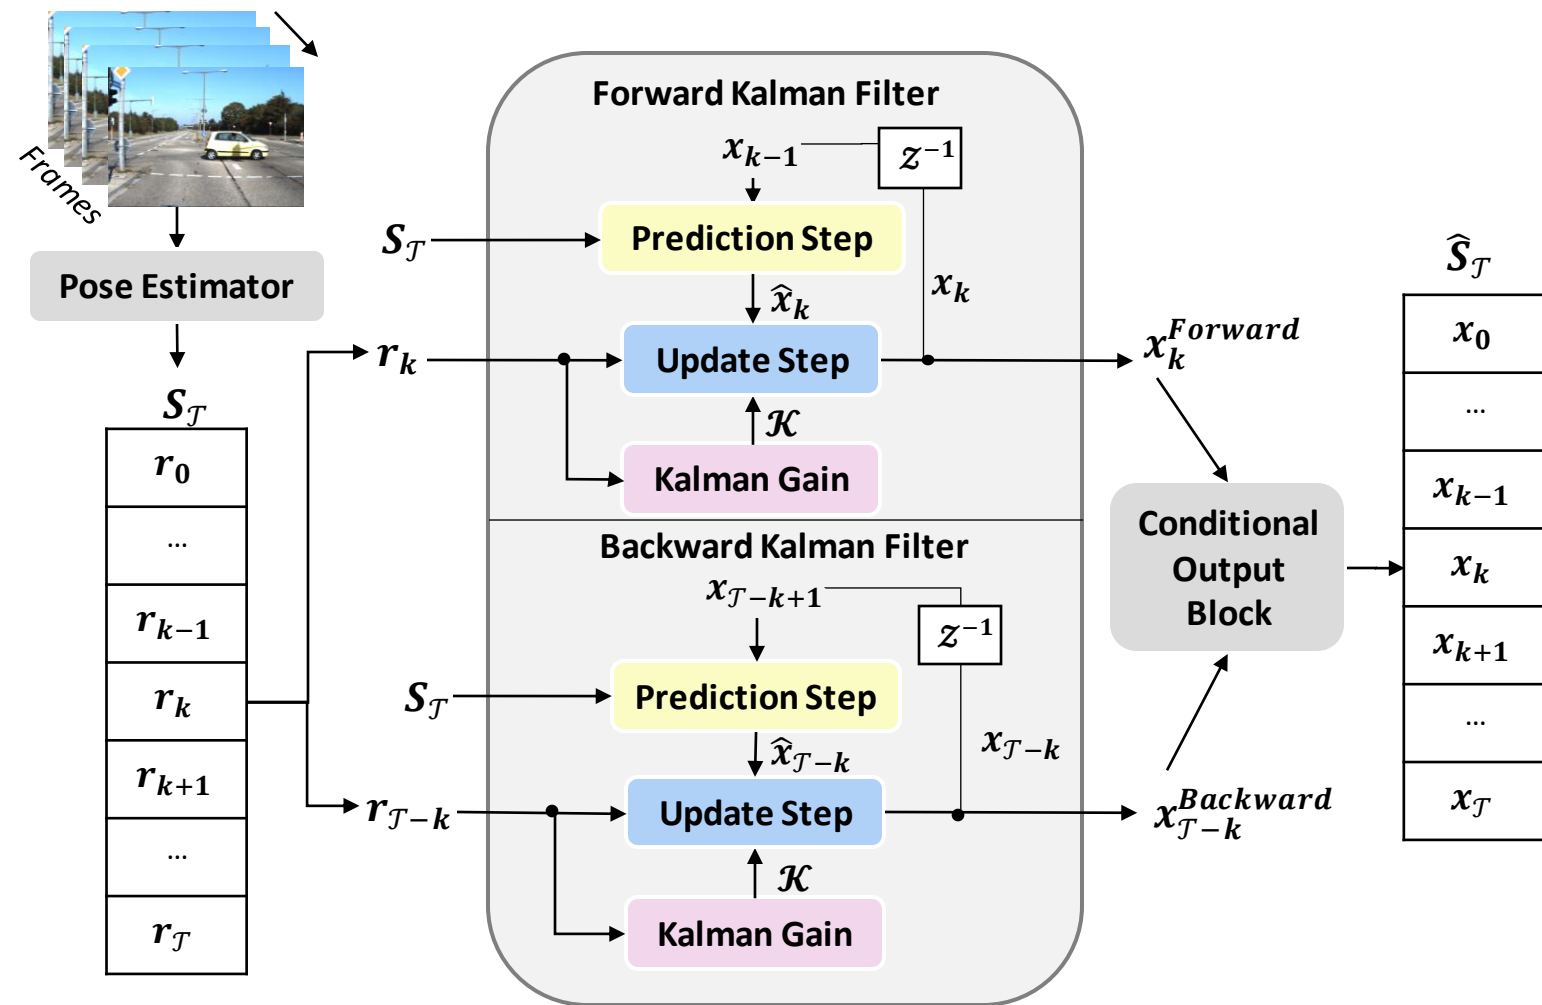 Frames
Pose Estimator
S_𝒯
r_0
...
r_{k−1}
r_k
r_{k+1}
...
r_𝒯
r_k
r_{𝒯−k}
Forward Kalman Filter
x_{k−1}
𝒵^{−1}
S_𝒯
Prediction Step
x̂_k
x_k
Update Step
𝒦
Kalman Gain
Backward Kalman Filter
x_{𝒯−k+1}
𝒵^{−1}
S_𝒯
Prediction Step
x̂_{𝒯−k}
x_{𝒯−k}
Update Step
𝒦
Kalman Gain
x_k^{Forward}
x_{𝒯−k}^{Backward}
Conditional
Output
Block
Ŝ_𝒯
x_0
...
x_{k−1}
x_k
x_{k+1}
...
x_𝒯